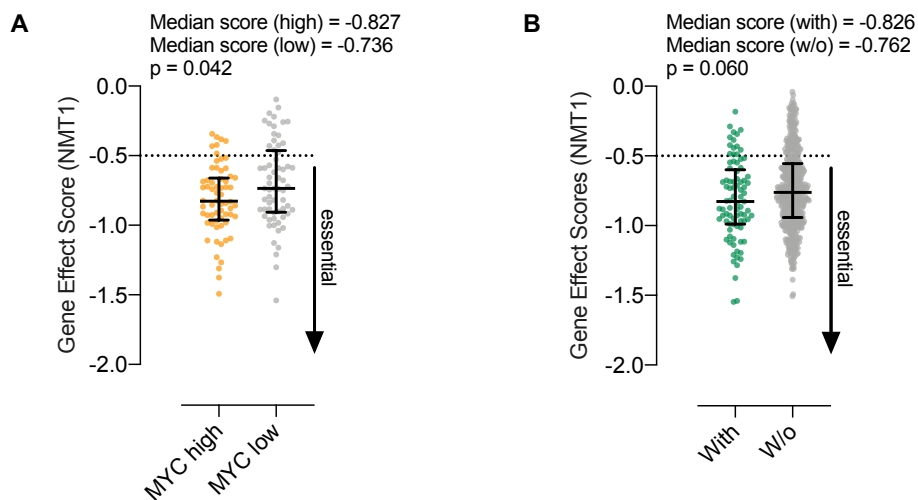 A
Median score (high) = -0.827
Median score (low) = -0.736
p = 0.042
Gene Effect Score (NMT1)
0.0
-0.5
-1.0
-1.5
-2.0
essential
MYC high
MYC low
B
Median score (with) = -0.826
Median score (w/o) = -0.762
p = 0.060
Gene Effect Scores (NMT1)
0.0
-0.5
-1.0
-1.5
-2.0
essential
With
W/o